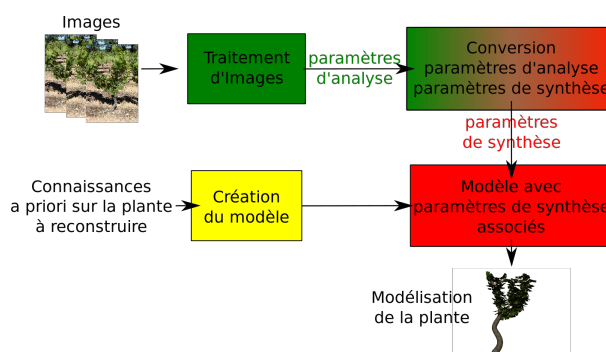 Images
Traitement
d'Images
paramètres
d'analyse
Conversion
paramètres d'analyse
paramètres de synthèse
paramètres
de synthèse
Connaissances
a priori sur la plante
à reconstruire
Création
du modèle
Modèle avec
paramètres de synthèse
associés
Modélisation
de la plante